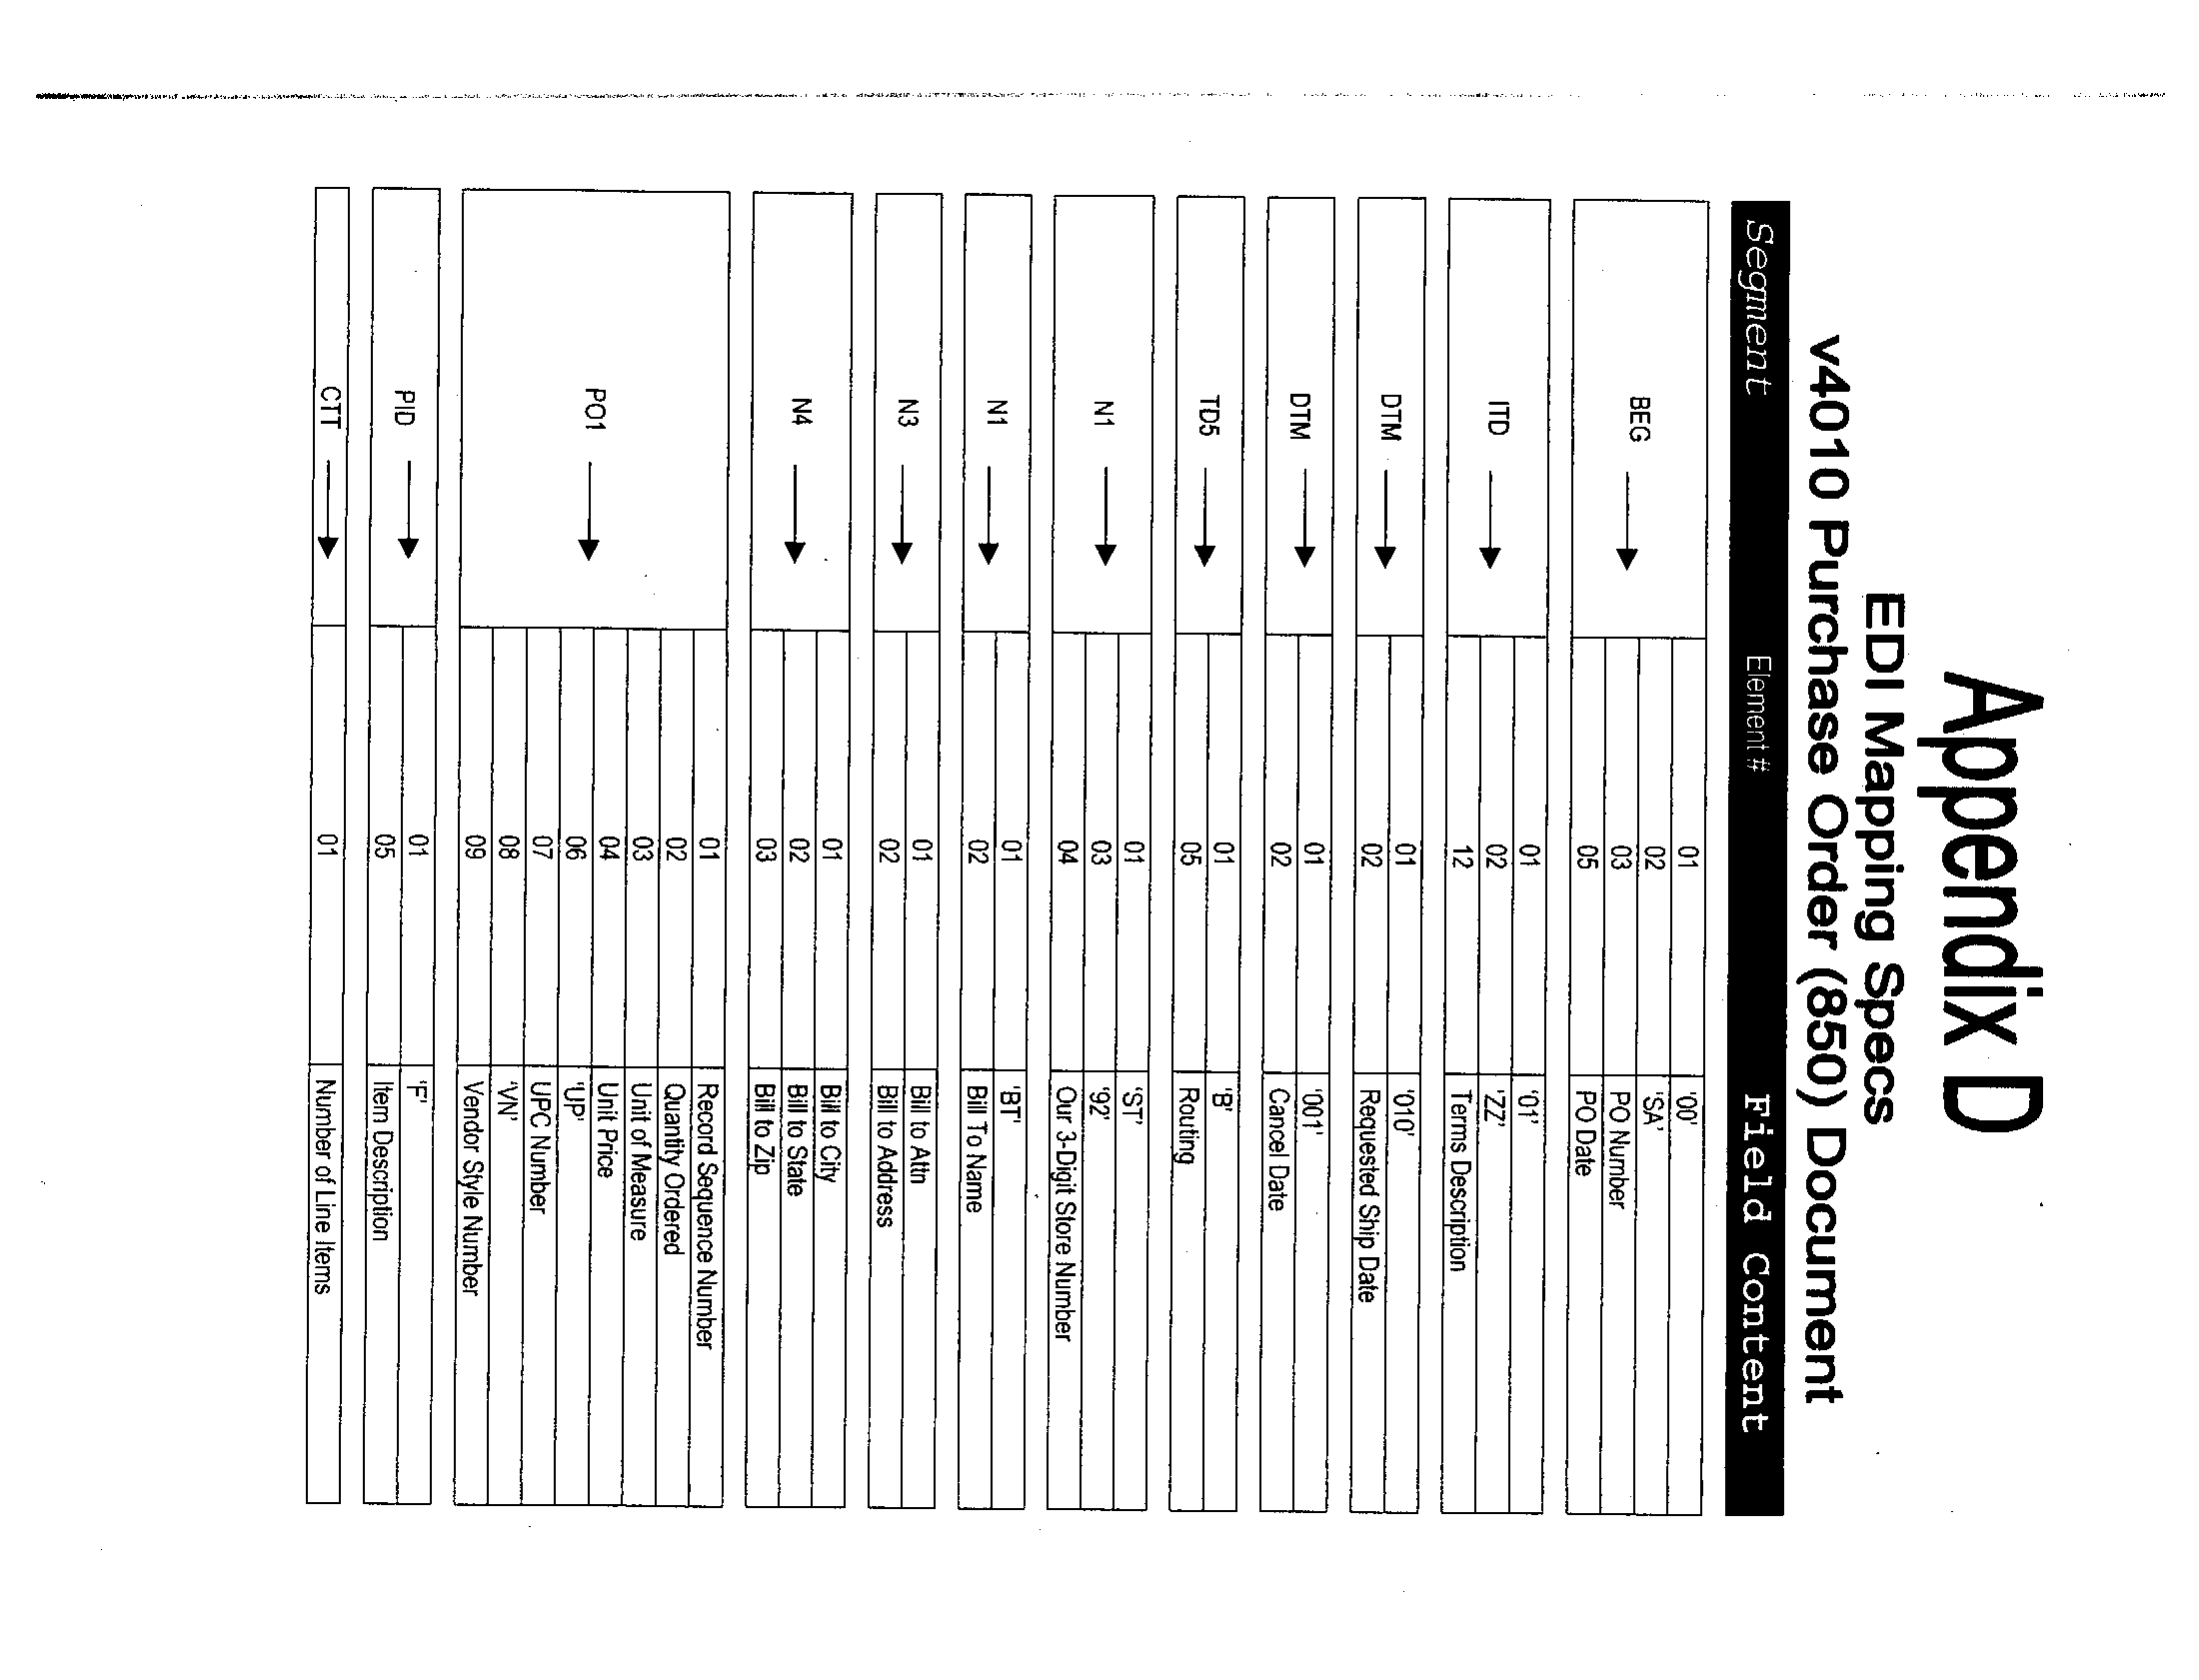 Appendix D
EDI Mapping Specs
v4010 Purchase Order (850) Document
Segment Element # Field Content
BEG 01 '00'
02 'SA'
03 PO Number
05 PO Date
ITD 01 '01'
02 'ZZ'
12 Terms Description
DTM 01 '010'
02 Requested Ship Date
DTM 01 '001'
02 Cancel Date
TD5 01 'B'
05 Routing
N1 01 'ST'
03 '92'
04 Our 3-Digit Store Number
N1 01 'BT'
02 Bill To Name
N3 01 Bill to Attn
02 Bill to Address
N4 01 Bill to City
02 Bill to State
03 Bill to Zip
PO1 01 Record Sequence Number
02 Quantity Ordered
03 Unit of Measure
04 Unit Price
06 'UP'
07 UPC Number
08 'VN'
09 Vendor Style Number
PID 01 'F'
05 Item Description
CTT 01 Number of Line Items